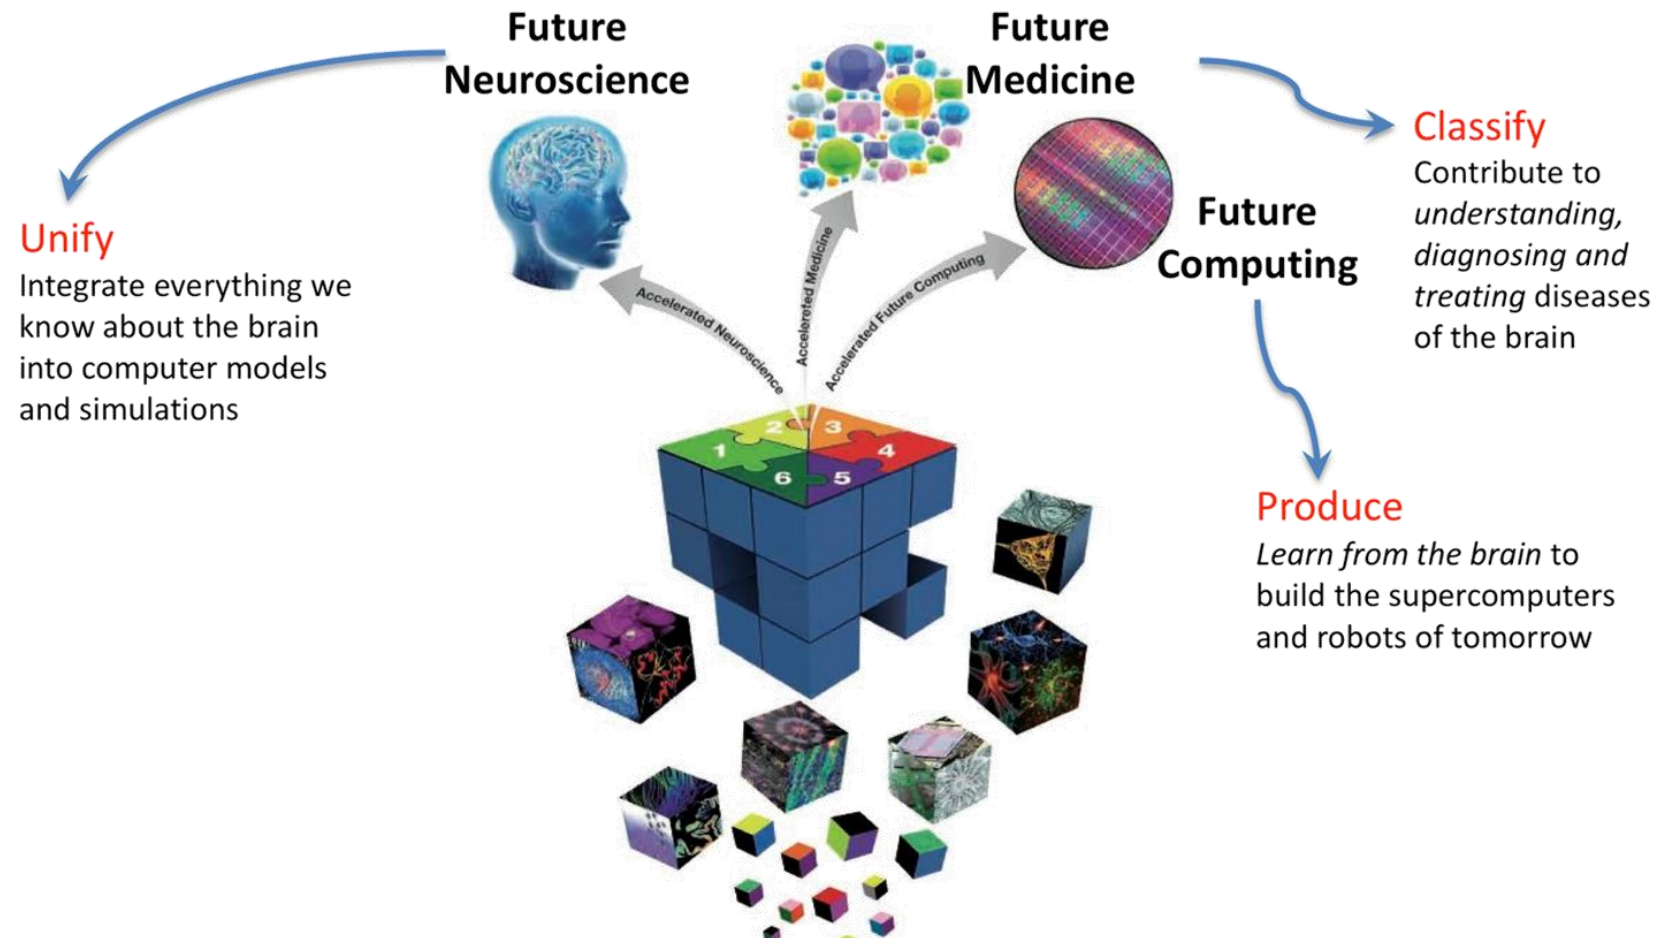 Future
Neuroscience
Future
Medicine
Classify
Contribute to
understanding,
diagnosing and
treating diseases
of the brain
Unify
Integrate everything we
know about the brain
into computer models
and simulations
Future
Computing
Accelerated Neuroscience
Accelereted Medicine
Accelerated Future Computing
1
2
3
4
5
6
Produce
Learn from the brain to
build the supercomputers
and robots of tomorrow